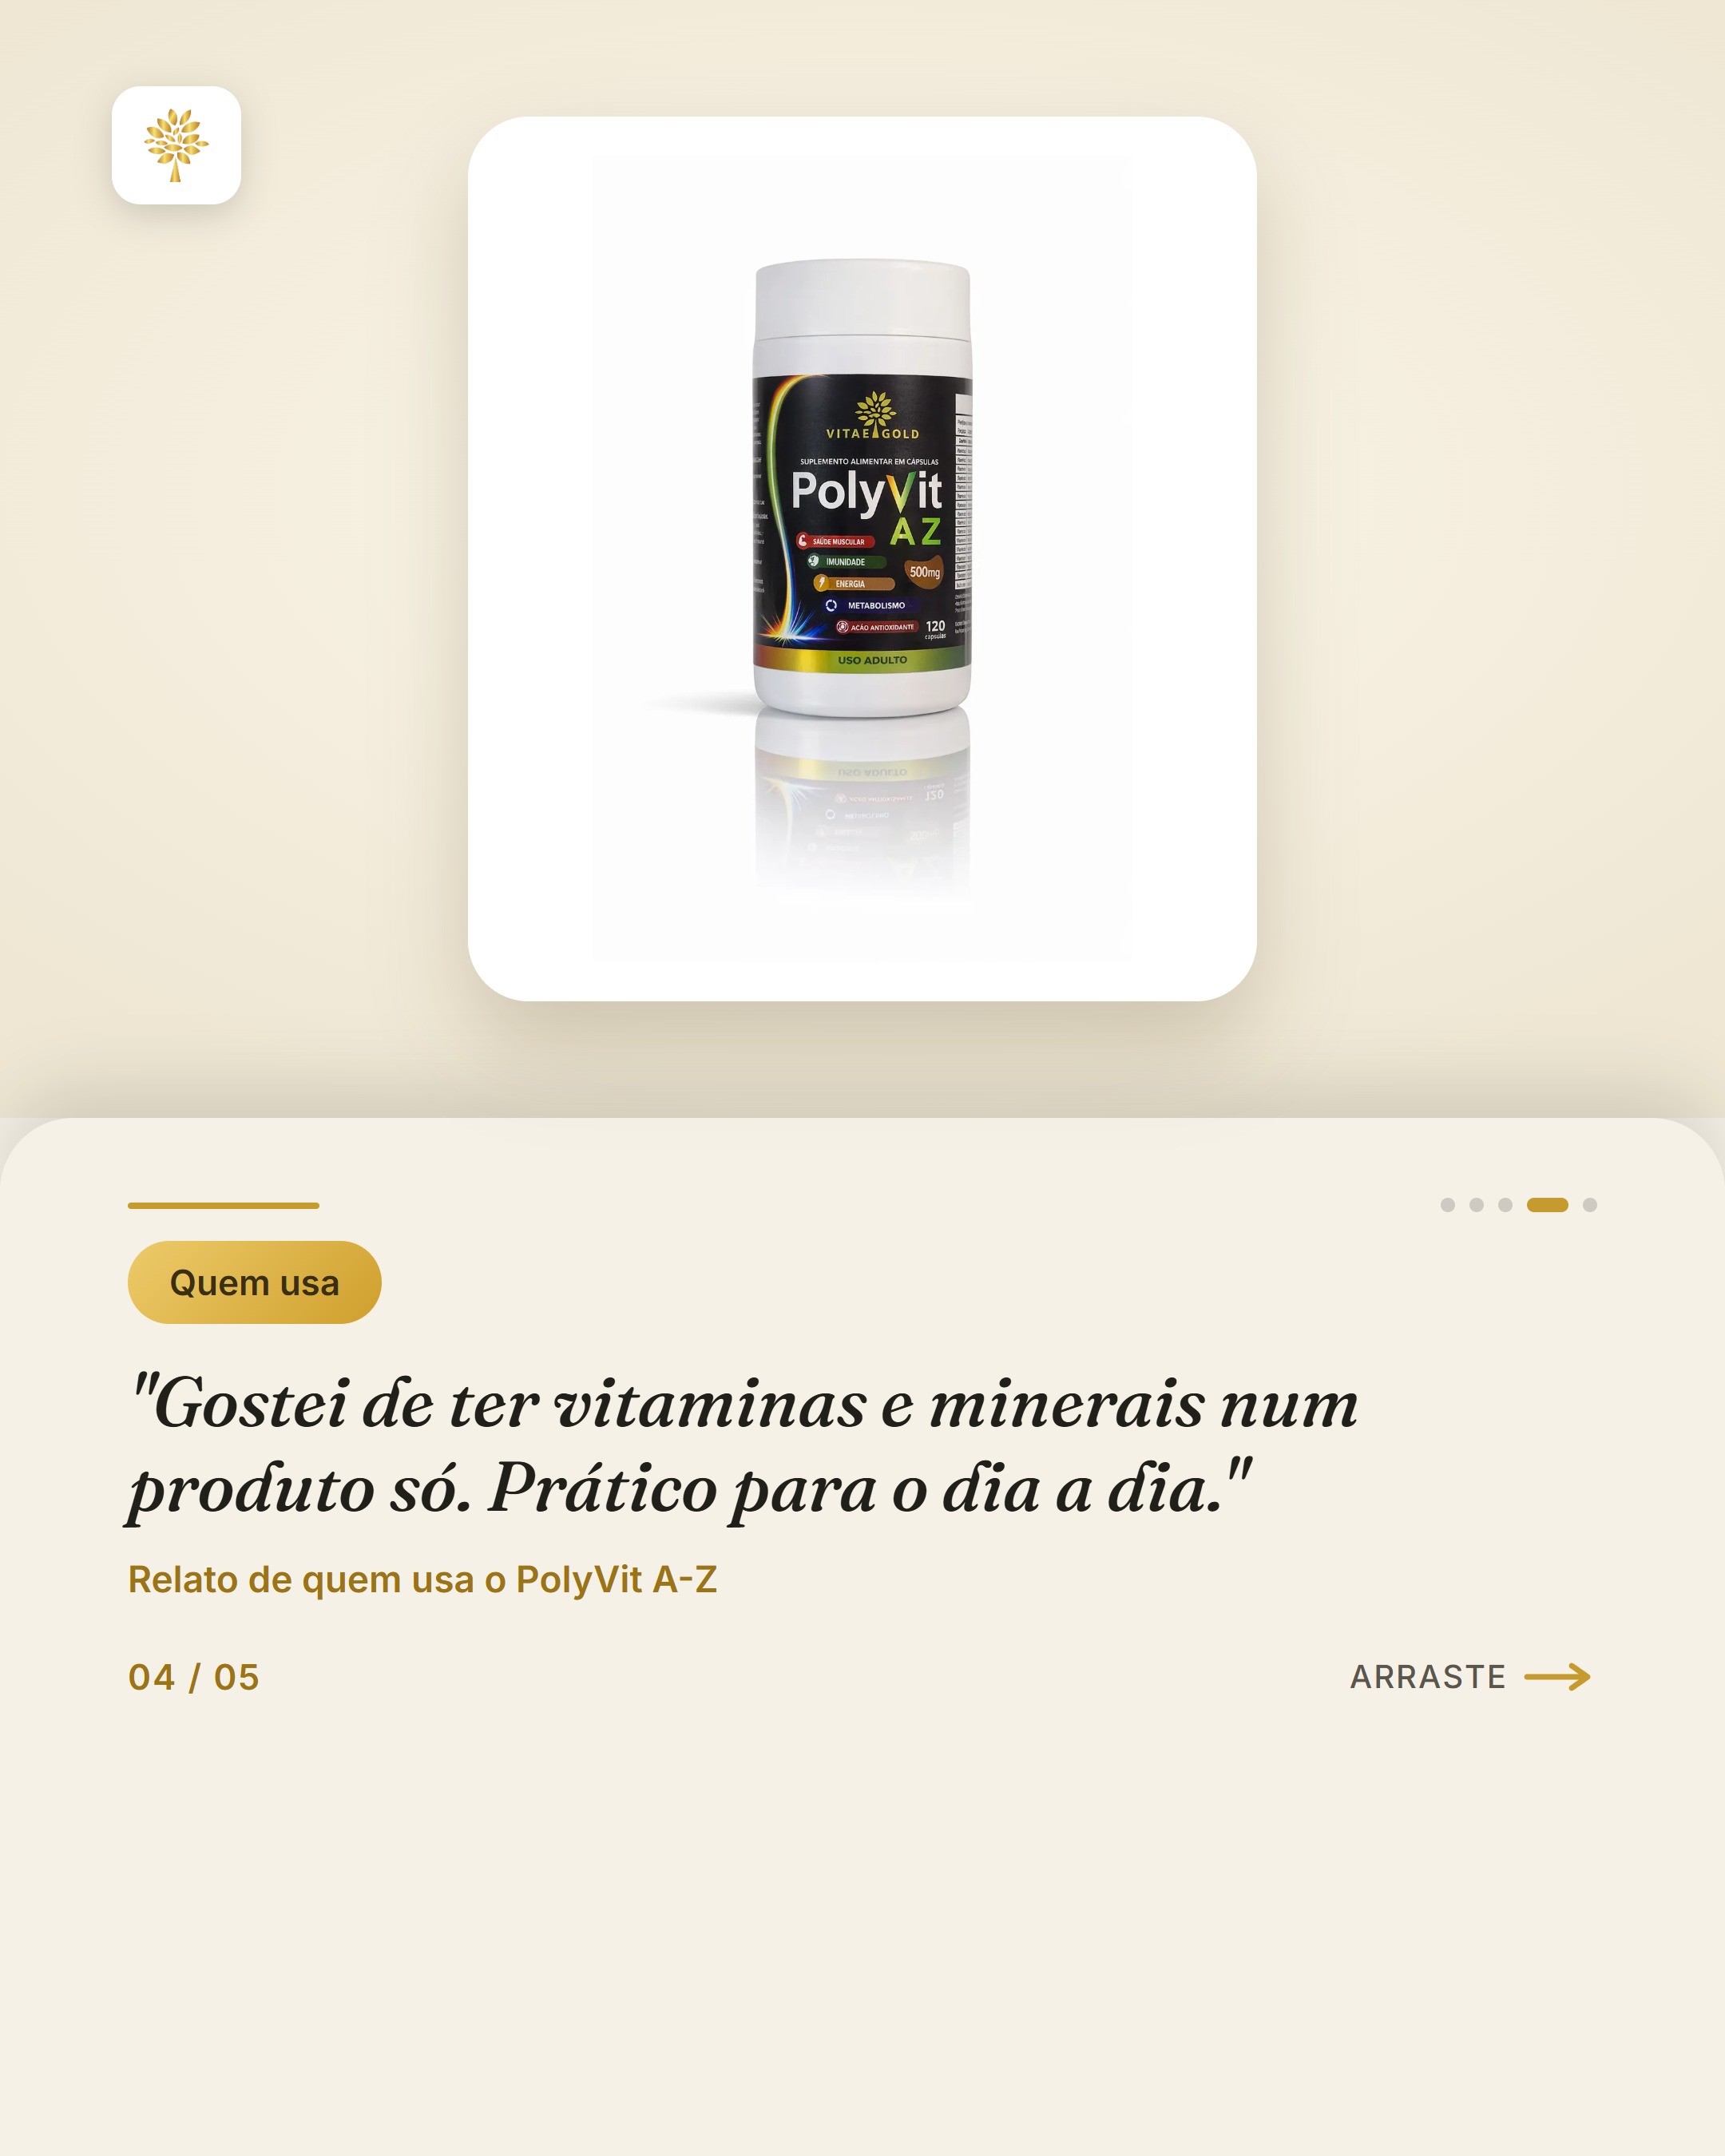 VITAE GOLD
SUPLEMENTO ALIMENTAR EM CÁPSULAS
PolyVit
AZ
SAÚDE MUSCULAR
IMUNIDADE
500mg
ENERGIA
METABOLISMO
AÇÃO ANTIOXIDANTE
120
cápsulas
USO ADULTO
Quem usa
"Gostei de ter vitaminas e minerais num
produto só. Prático para o dia a dia."
Relato de quem usa o PolyVit A-Z
04 / 05
ARRASTE